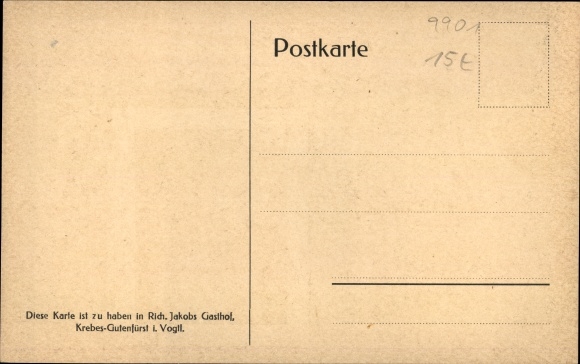 Postkarte
9901
15€
Diese Karte ist zu haben in Rich. Jakobs Gasthof,
Krebes-Gutenfürst i. Vogtl.